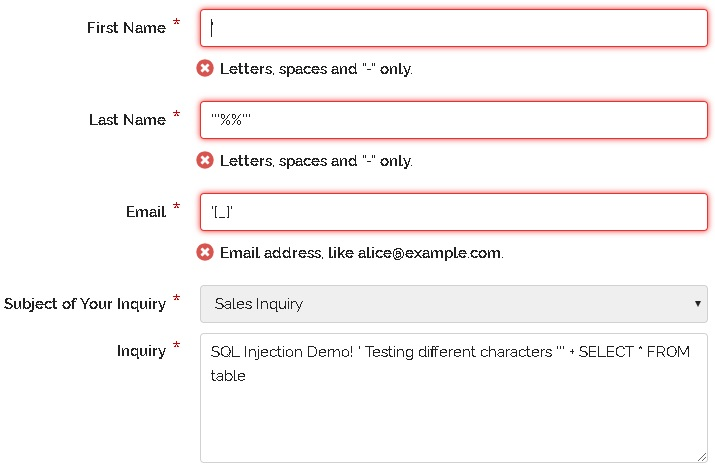 First Name *
'
Letters, spaces and "-" only.
Last Name *
'''%%'''
Letters, spaces and "-" only.
Email *
'[_]'
Email address, like alice@example.com.
Subject of Your Inquiry *
Sales Inquiry
Inquiry *
SQL Injection Demo! ' Testing different characters ''' + SELECT * FROM
table